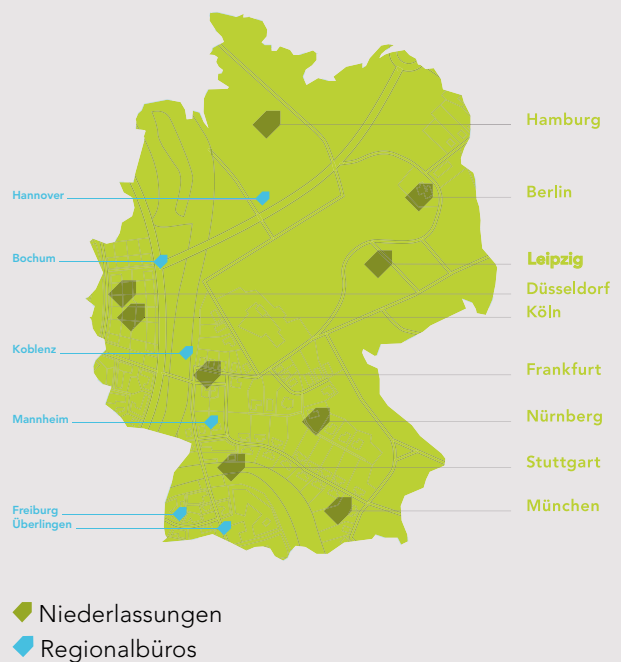 Hamburg
Hannover
Berlin
Bochum
Leipzig
Düsseldorf
Köln
Koblenz
Frankfurt
Mannheim
Nürnberg
Stuttgart
Freiburg
München
Überlingen
Niederlassungen
Regionalbüros